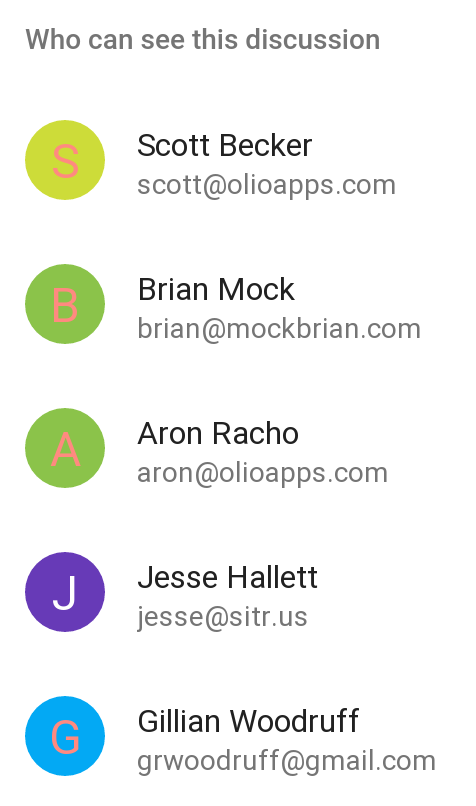 Who can see this discussion
S
Scott Becker
scott@olioapps.com
B
Brian Mock
brian@mockbrian.com
A
Aron Racho
aron@olioapps.com
J
Jesse Hallett
jesse@sitr.us
G
Gillian Woodruff
grwoodruff@gmail.com